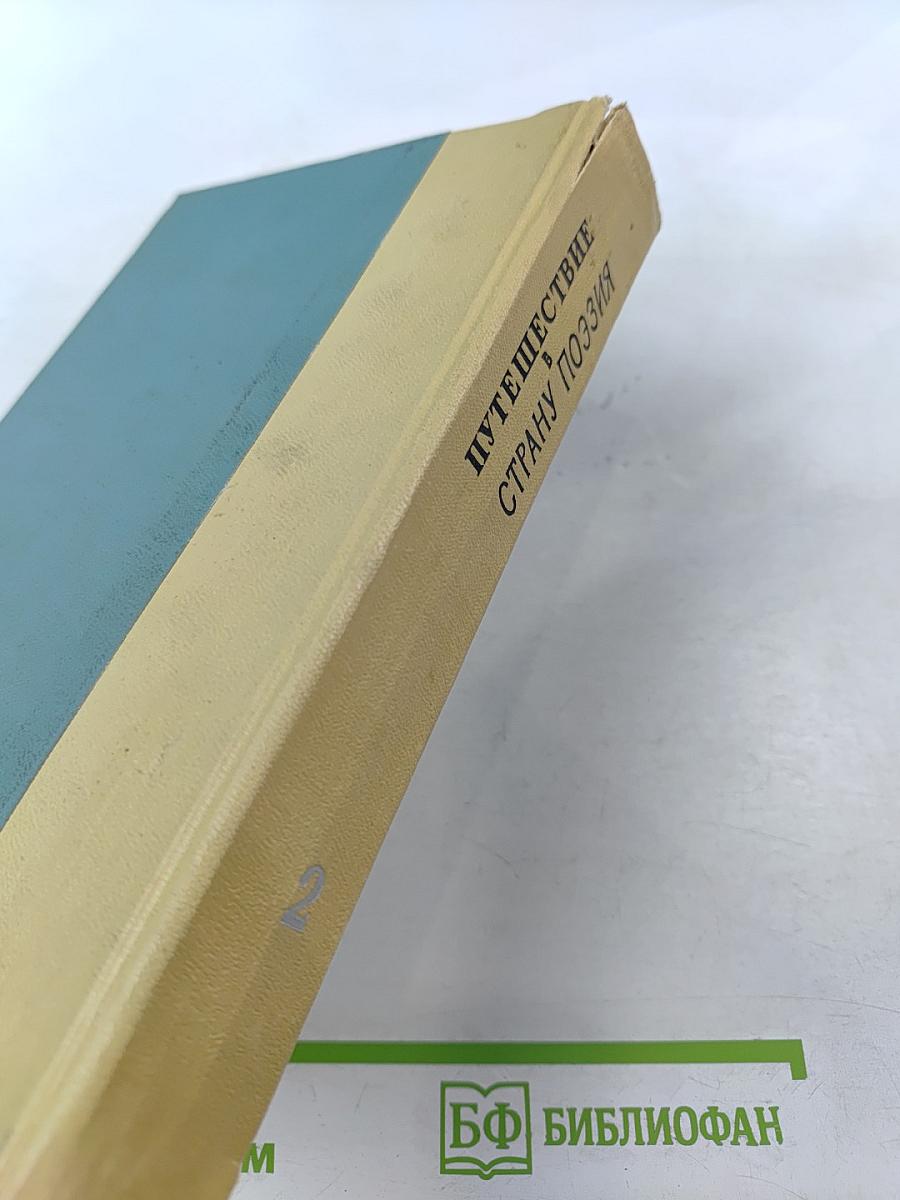 ПУТЕШЕСТВИЕ
В
СТРАНУ ПОЭЗИЯ
2
м
БФ БИБЛИОФАН